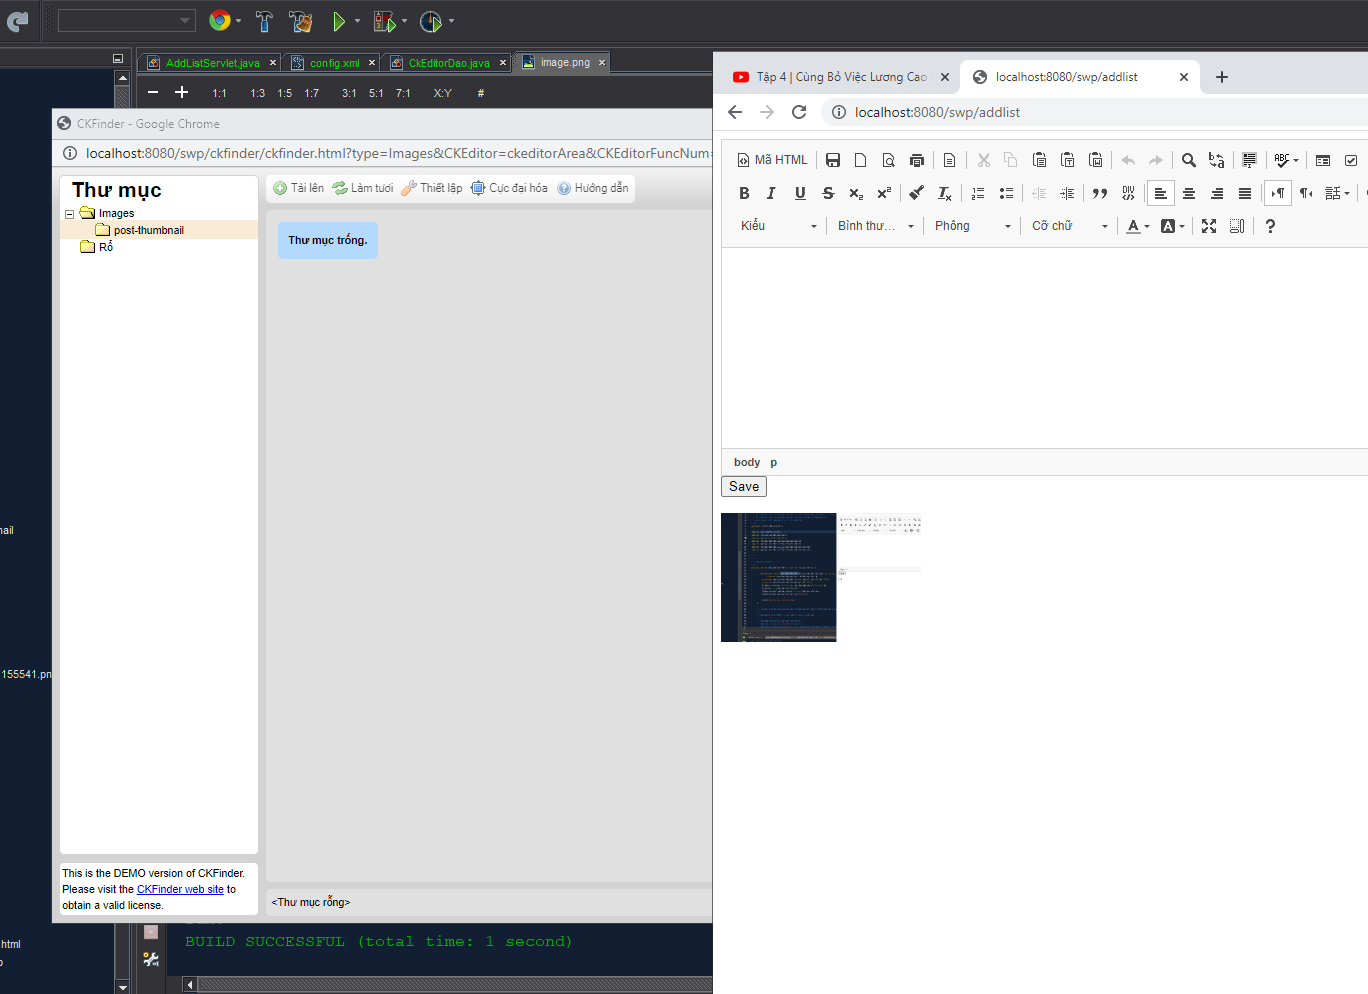 AddListServlet.java
config.xml
CkEditorDao.java
image.png
1:1 1:3 1:5 1:7 3:1 5:1 7:1 X:Y #
CKFinder - Google Chrome
localhost:8080/swp/ckfinder/ckfinder.html?type=Images&CKEditor=ckeditorArea&CKEditorFuncNum=
Thư mục
Images
post-thumbnail
Rổ
Tải lên Làm tươi Thiết lập Cực đại hóa Hướng dẫn
Thư mục trống.
This is the DEMO version of CKFinder.
Please visit the CKFinder web site to
obtain a valid license.
<Thư mục rỗng>
nail
155541.pn
html
BUILD SUCCESSFUL (total time: 1 second)
Tập 4 | Cùng Bỏ Việc Lương Cao
localhost:8080/swp/addlist
localhost:8080/swp/addlist
Mã HTML
Kiểu Bình thư... Phông Cỡ chữ
body p
Save